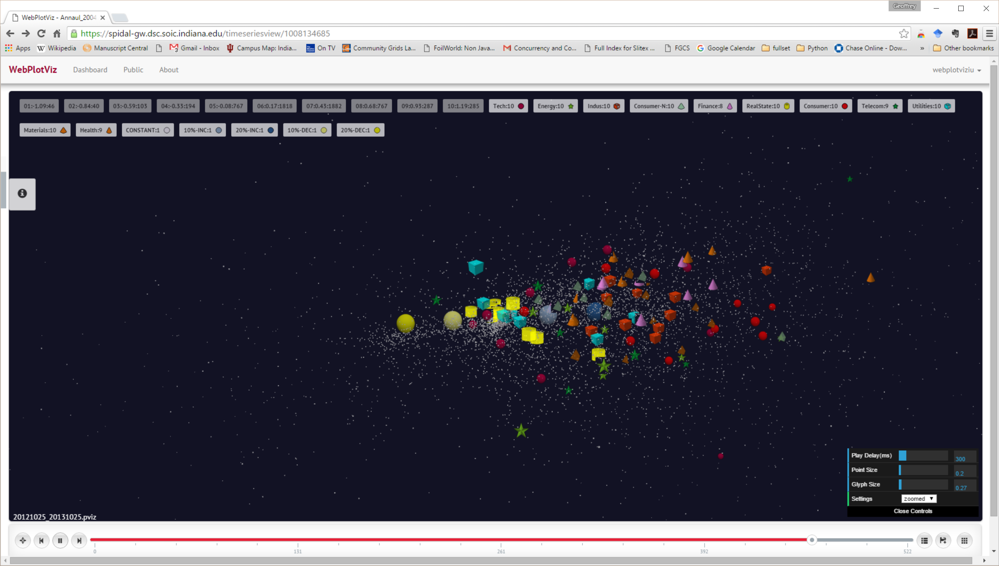 Geoffrey
WebPlotViz - Annaul_2004
https://spidal-gw.dsc.soic.indiana.edu/timeseriesview/1008134685
Apps W Wikipedia Manuscript Central 3 Gmail - Inbox Campus Map: India... On TV Community Grids La... FoilWorld: Non Java... Concurrency and Co... Full Index for Slitex ... FGCS Google Calendar fullset Python Chase Online - Dow... » Other bookmarks
WebPlotViz Dashboard Public About webplotviziu
01:-1.09:46 02:-0.84:40 03:-0.59:103 04:-0.33:194 05:-0.08:767 06:0.17:1818 07:0.43:1882 08:0.68:767 09:0.93:287 10:1.19:285 Tech:10 Energy:10 Indus:10 Consumer-N:10 Finance:8 RealState:10 Consumer:10 Telecom:9 Utilities:10
Materials:10 Health:9 CONSTANT:1 10%-INC:1 20%-INC:1 10%-DEC:1 20%-DEC:1
Play Delay(ms) 300
Point Size 0.2
Glyph Size 0.27
Settings zoomed
Close Controls
20121025_20131025.pviz
0 131 261 392 522